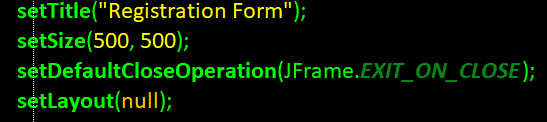 setTitle("Registration Form");
setSize(500, 500);
setDefaultCloseOperation(JFrame.EXIT_ON_CLOSE);
setLayout(null);